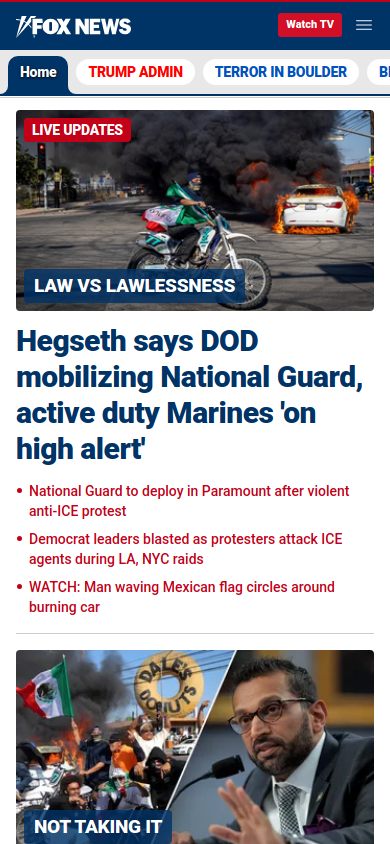 FOX NEWS
Watch TV
Home
TRUMP ADMIN
TERROR IN BOULDER
LIVE UPDATES
LAW VS LAWLESSNESS
Hegseth says DOD
mobilizing National Guard,
active duty Marines 'on
high alert'
• National Guard to deploy in Paramount after violent
anti-ICE protest
• Democrat leaders blasted as protesters attack ICE
agents during LA, NYC raids
• WATCH: Man waving Mexican flag circles around
burning car
DALE'S
DONUTS
NOT TAKING IT